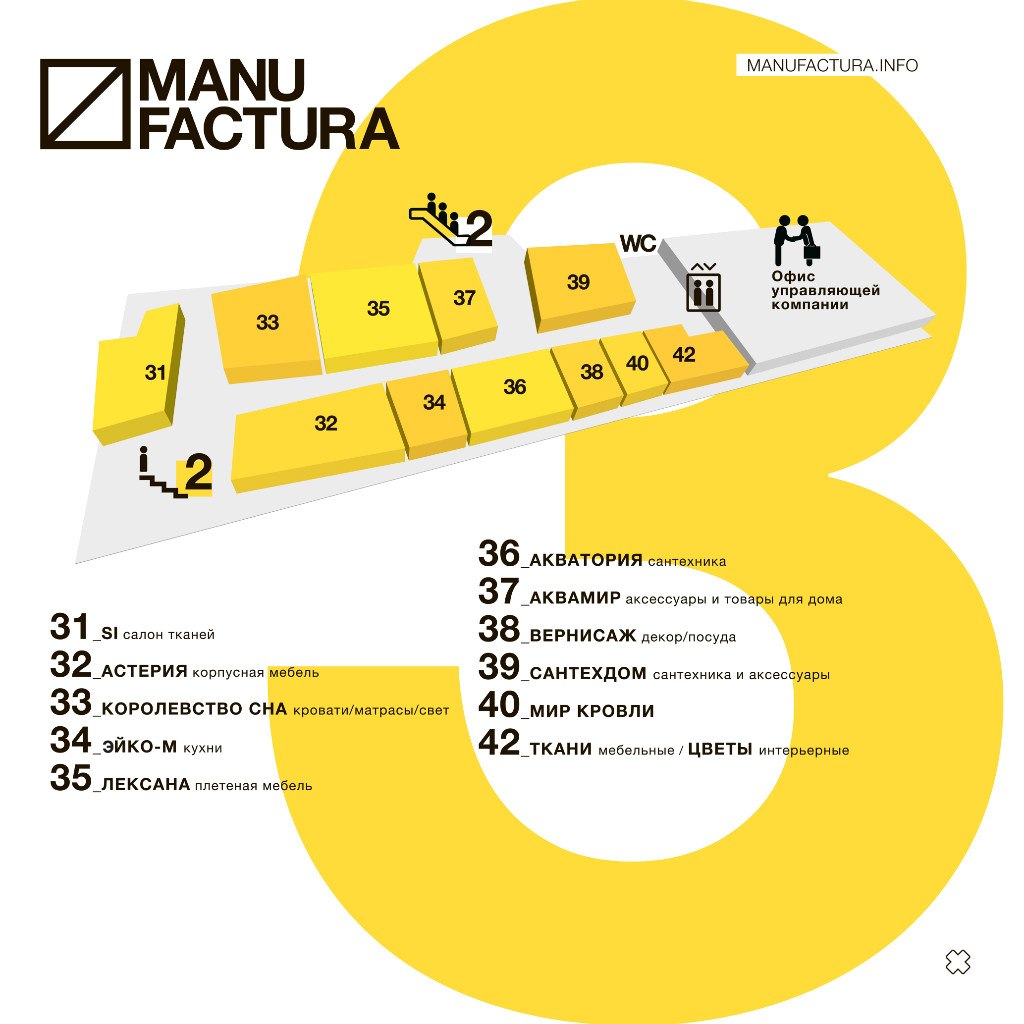 MANU
FACTURA
MANUFACTURA.INFO
2
WC
Офис
управляющей
компании
39
37
35
33
31
42
40
38
36
34
32
2
31_SI салон тканей
32_АСТЕРИЯ корпусная мебель
33_КОРОЛЕВСТВО СНА кровати/матрасы/свет
34_ЭЙКО-М кухни
35_ЛЕКСАНА плетеная мебель
36_АКВАТОРИЯ сантехника
37_АКВАМИР аксессуары и товары для дома
38_ВЕРНИСАЖ декор/посуда
39_САНТЕХДОМ сантехника и аксессуары
40_МИР КРОВЛИ
42_ТКАНИ мебельные / ЦВЕТЫ интерьерные
3